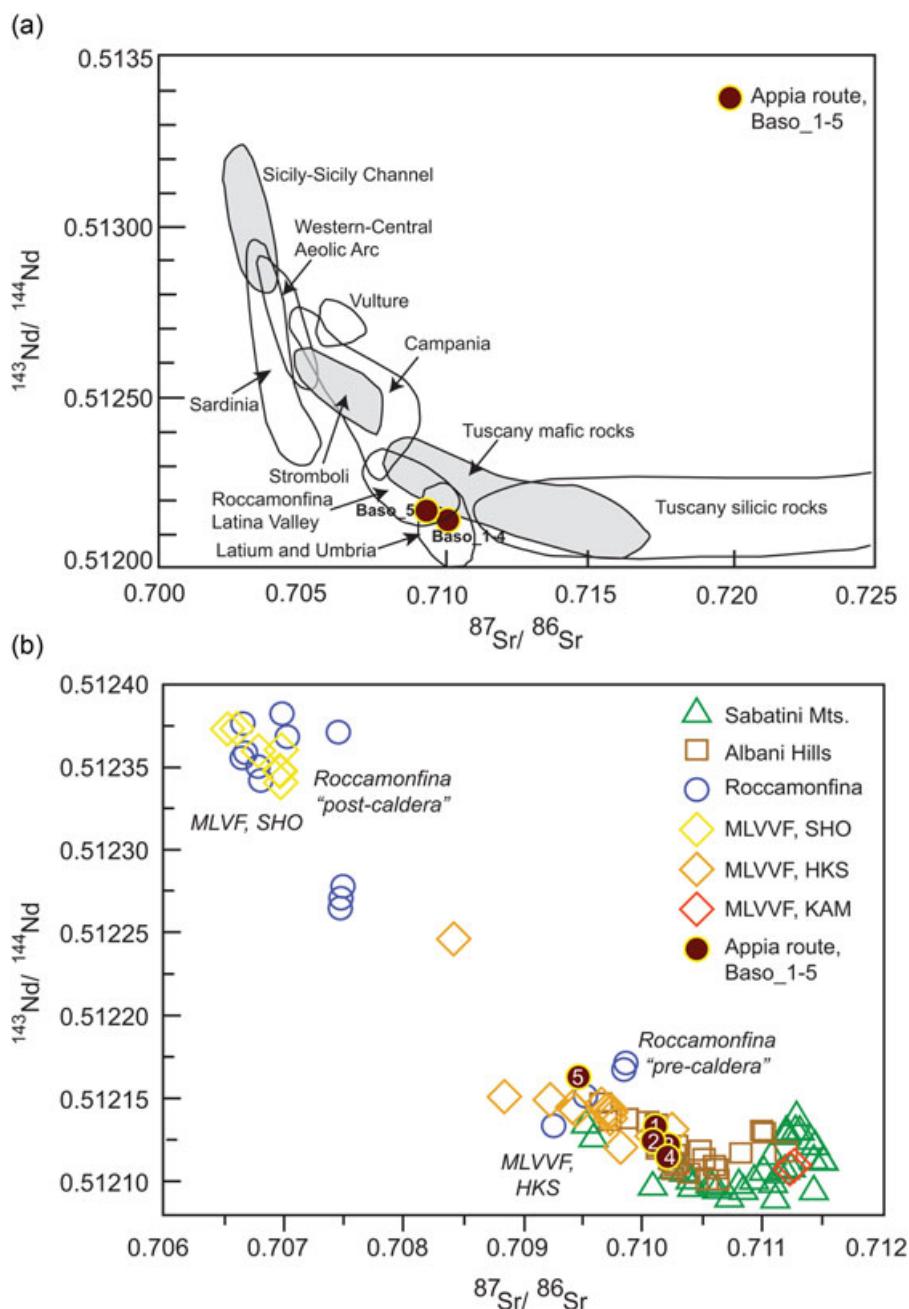 (a)
0.5135
0.51300
0.51250
0.51200
143Nd/ 144Nd
Appia route,
Baso_1-5
Sicily-Sicily Channel
Western-Central
Aeolic Arc
Vulture
Campania
Sardinia
Tuscany mafic rocks
Stromboli
Roccamonfina
Latina Valley
Baso_5
Tuscany silicic rocks
Latium and Umbria
Baso_1-4
0.700
0.705
0.710
0.715
0.720
0.725
87Sr/ 86Sr
(b)
0.51240
0.51235
0.51230
0.51225
0.51220
0.51215
0.51210
143Nd/ 144Nd
Sabatini Mts.
Albani Hills
Roccamonfina
MLVVF, SHO
MLVVF, HKS
MLVVF, KAM
Appia route,
Baso_1-5
Roccamonfina
"post-caldera"
MLVF, SHO
Roccamonfina
"pre-caldera"
5
1
2
4
MLVVF,
HKS
0.706
0.707
0.708
0.709
0.710
0.711
0.712
87Sr/ 86Sr